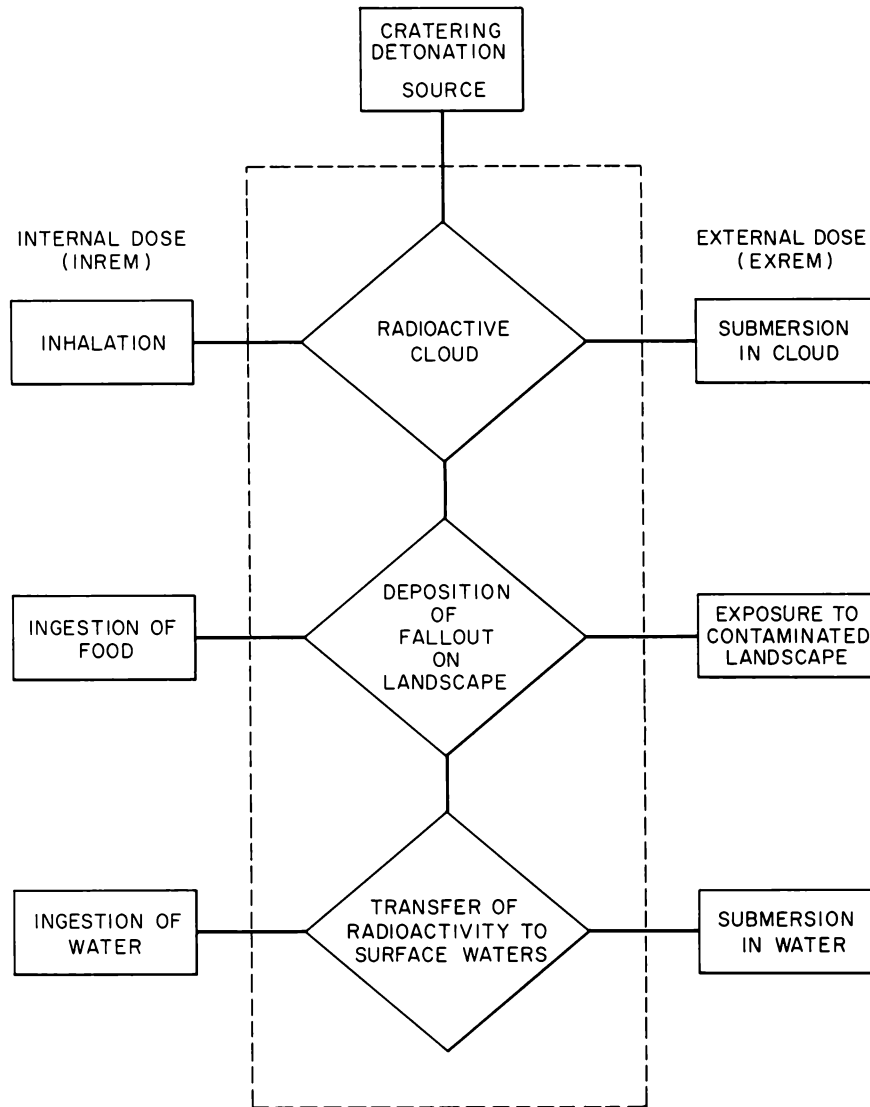 CRATERING
DETONATION
SOURCE
INTERNAL DOSE
(INREM)
EXTERNAL DOSE
(EXREM)
INHALATION
RADIOACTIVE
CLOUD
SUBMERSION
IN CLOUD
INGESTION OF
FOOD
DEPOSITION
OF
FALLOUT
ON
LANDSCAPE
EXPOSURE TO
CONTAMINATED
LANDSCAPE
INGESTION OF
WATER
TRANSFER OF
RADIOACTIVITY TO
SURFACE WATERS
SUBMERSION
IN WATER